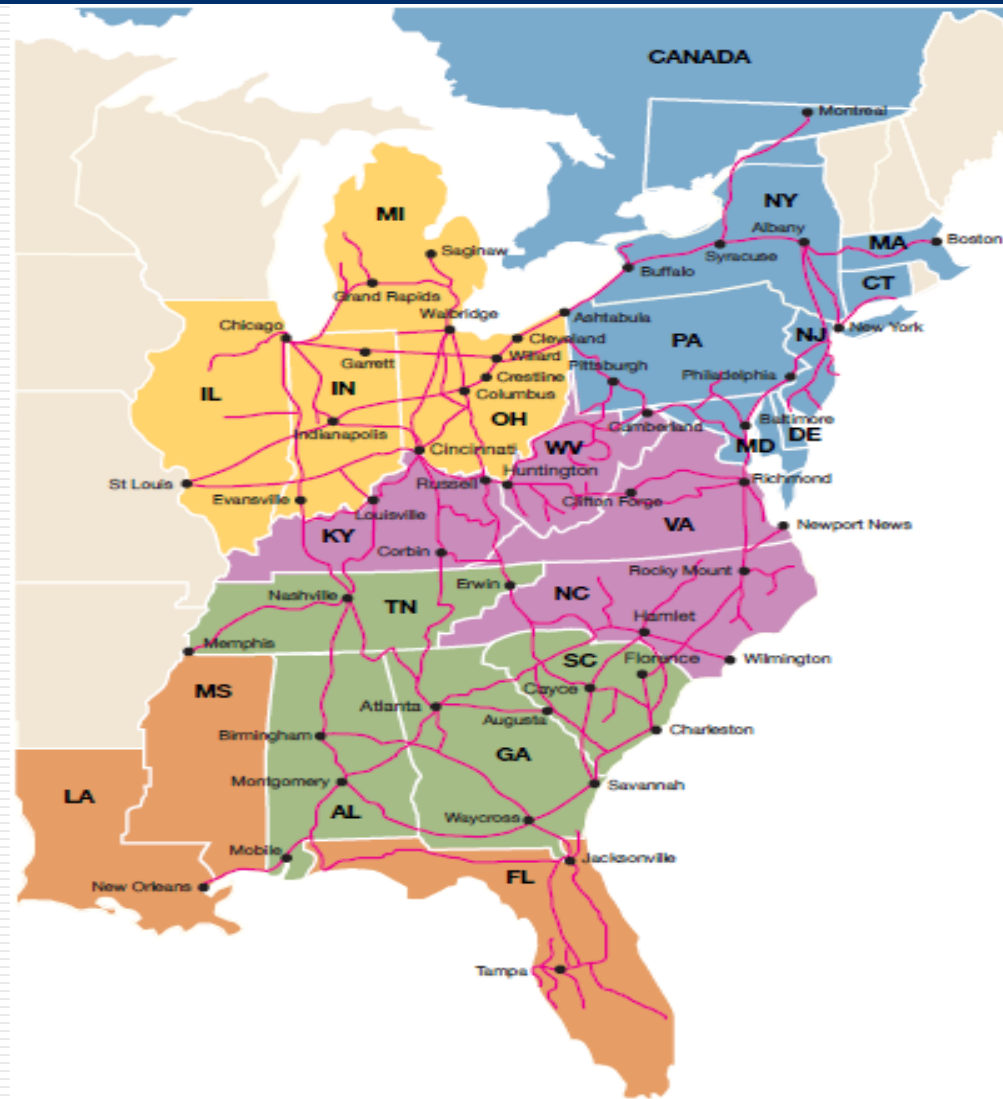 CANADA
Montreal
NY
MI
Albany
MA
Boston
Saginaw
Syracuse
Buffalo
CT
Grand Rapids
Walbridge
Ashtabula
Chicago
New York
NJ
Cleveland
PA
Garrett
Willard
Pittsburgh
Crestline
Philadelphia
IL
IN
Columbus
OH
Baltimore
Cumberland
DE
Indianapolis
MD
WV
Cincinnati
Huntington
Richmond
St Louis
Russell
Evansville
Clifton Forge
Louisville
VA
Newport News
KY
Corbin
Rocky Mount
Erwin
NC
Nashville
TN
Hamlet
Memphis
SC
Florence
Wilmington
MS
Cayce
Atlanta
Augusta
Charleston
Birmingham
GA
Montgomery
Savannah
LA
AL
Waycross
Mobile
Jacksonville
FL
New Orleans
Tampa